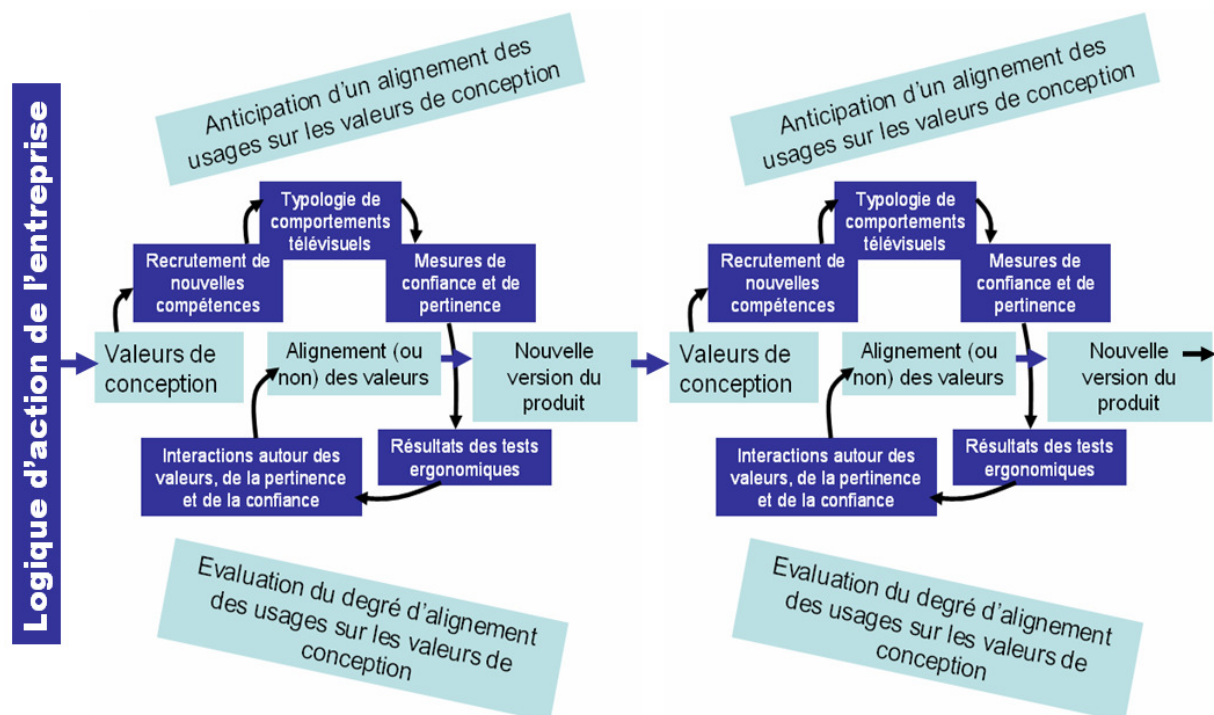 Logique d'action de l'entreprise
Anticipation d'un alignement des
usages sur les valeurs de conception
Typologie de
comportements
télévisuels
Recrutement de
nouvelles
compétences
Mesures de
confiance et de
pertinence
Valeurs de
conception
Alignement (ou
non) des valeurs
Nouvelle
version du
produit
Interactions autour des
valeurs, de la pertinence
et de la confiance
Résultats des tests
ergonomiques
Evaluation du degré d'alignement
des usages sur les valeurs de
conception
Anticipation d'un alignement des
usages sur les valeurs de conception
Typologie de
comportements
télévisuels
Recrutement de
nouvelles
compétences
Mesures de
confiance et de
pertinence
Valeurs de
conception
Alignement (ou
non) des valeurs
Nouvelle
version du
produit
Interactions autour des
valeurs, de la pertinence
et de la confiance
Résultats des tests
ergonomiques
Evaluation du degré d'alignement
des usages sur les valeurs de
conception